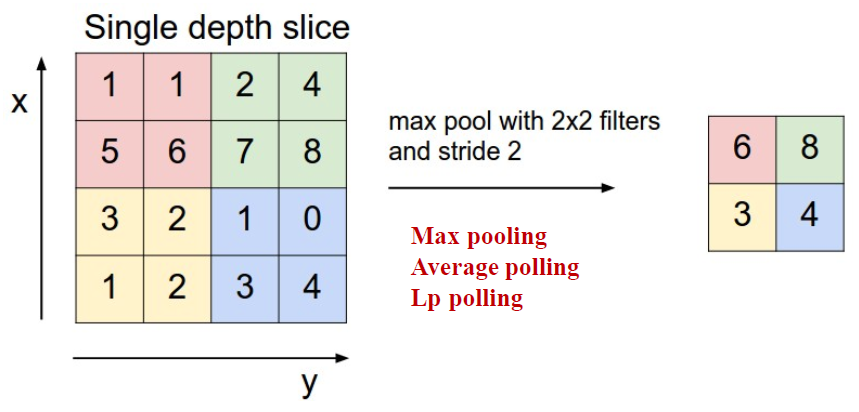 Single depth slice
x
1 1 2 4
5 6 7 8
3 2 1 0
1 2 3 4
y
max pool with 2x2 filters
and stride 2
Max pooling
Average polling
Lp polling
6 8
3 4